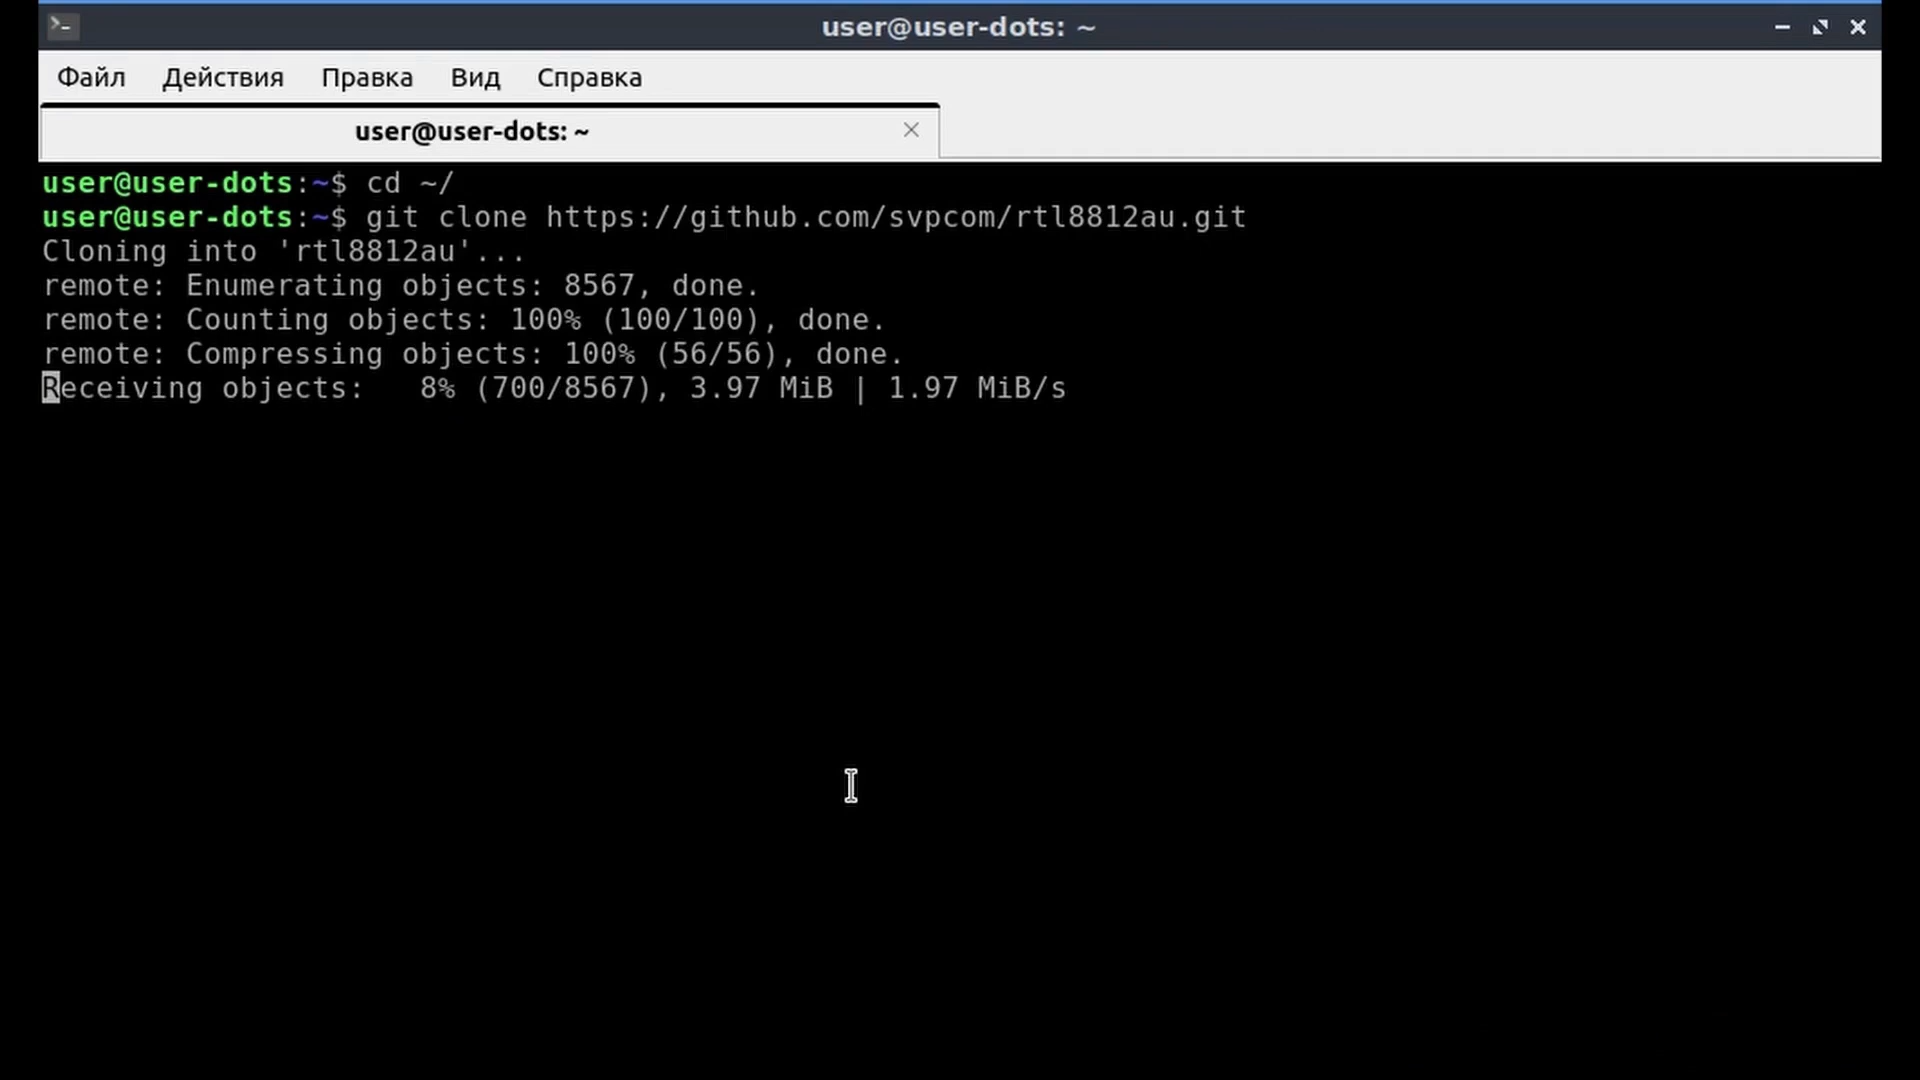 user@user-dots: ~
Файл Действия Правка Вид Справка
user@user-dots: ~
user@user-dots:~$ cd ~/
user@user-dots:~$ git clone https://github.com/svpcom/rtl8812au.git
Cloning into 'rtl8812au'...
remote: Enumerating objects: 8567, done.
remote: Counting objects: 100% (100/100), done.
remote: Compressing objects: 100% (56/56), done.
Receiving objects:   8% (700/8567), 3.97 MiB | 1.97 MiB/s